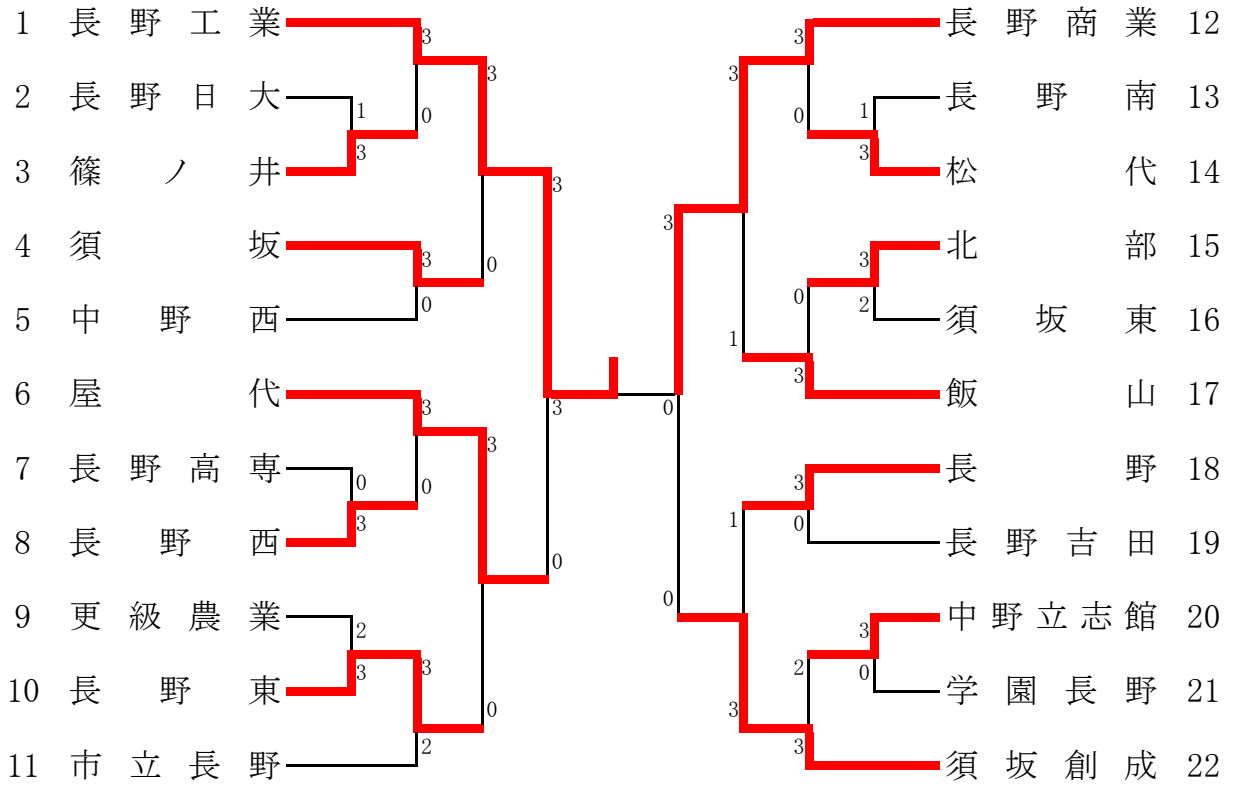 1 長野工業
2 長野日大
3 篠ノ井
4 須坂
5 中野西
6 屋代
7 長野高専
8 長野西
9 更級農業
10 長野東
11 市立長野
3
3
1
0
3
3
3
0
0
3
3
3
0
0
3
0
2
3
3
0
2
3
3
0
1
3
3
3
0
2
1
3
0
3
1
0
0
3
2
0
3
3
長野商業 12
長野南 13
松代 14
北部 15
須坂東 16
飯山 17
長野 18
長野吉田 19
中野立志館 20
学園長野 21
須坂創成 22